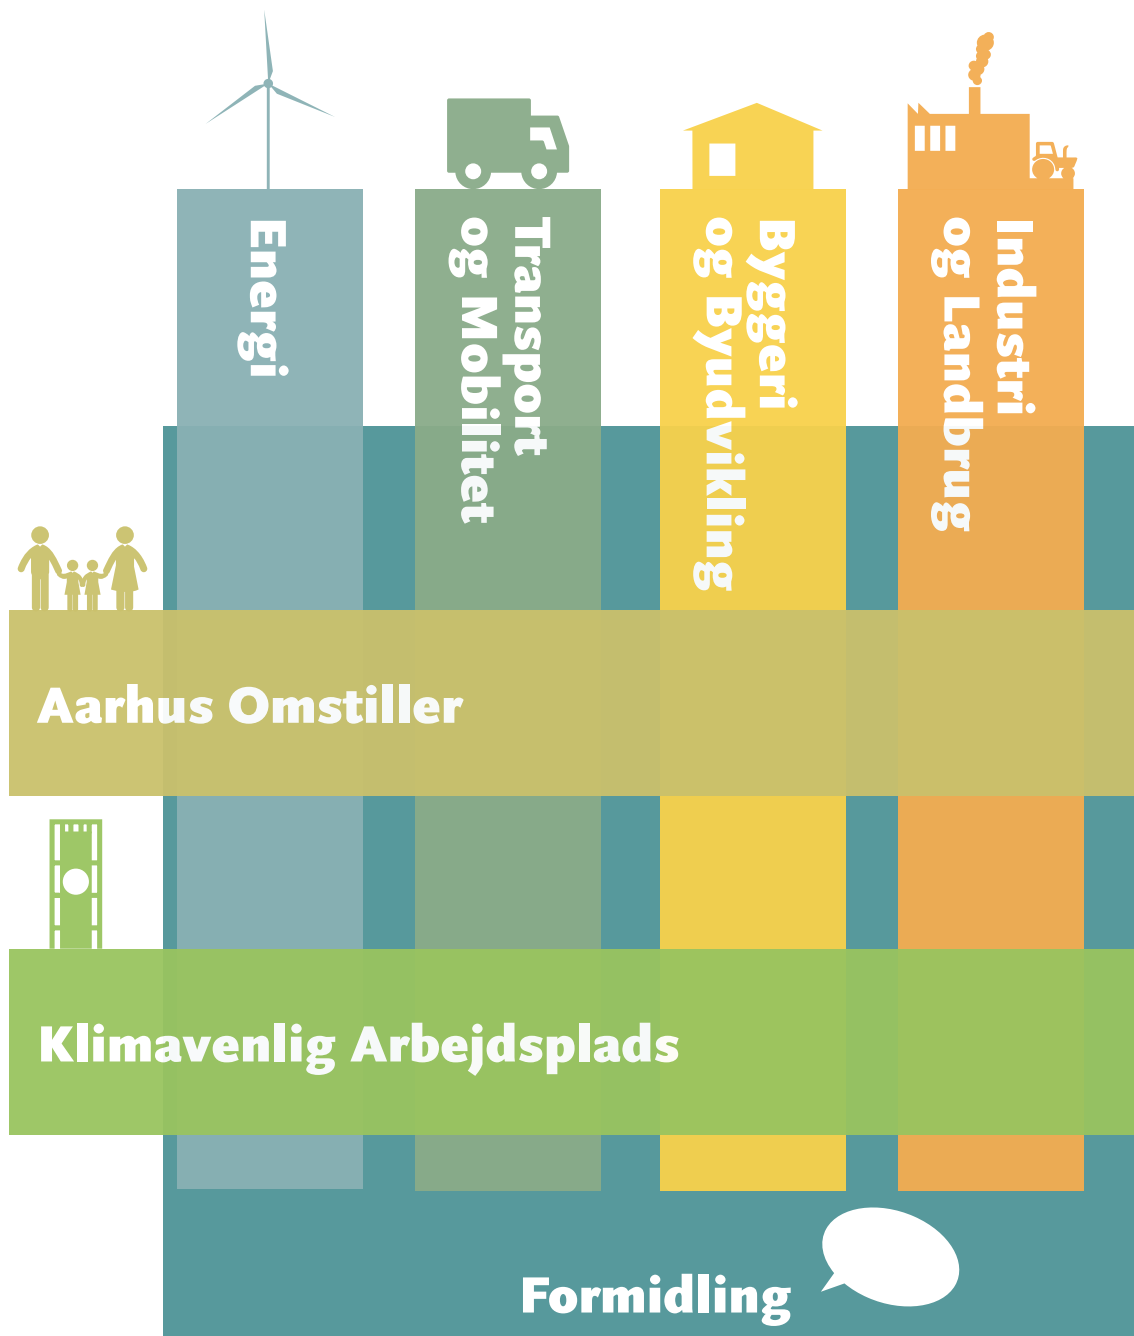 Energi
Transport
og Mobilitet
Byggeri
og Byudvikling
Industri
og Landbrug
Aarhus Omstiller
Klimavenlig Arbejdsplads
Formidling